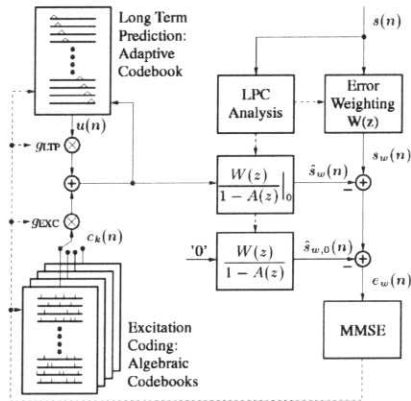 Long Term
Prediction:
Adaptive
Codebook
s(n)
LPC
Analysis
Error
Weighting
W(z)
u(n)
g_LTP
s_w(n)
W(z)
1 − A(z)
0
ŝ_w(n)
−
g_EXC
c_k(n)
'0'
W(z)
1 − A(z)
ŝ_w,0(n)
−
e_w(n)
Excitation
Coding:
Algebraic
Codebooks
MMSE